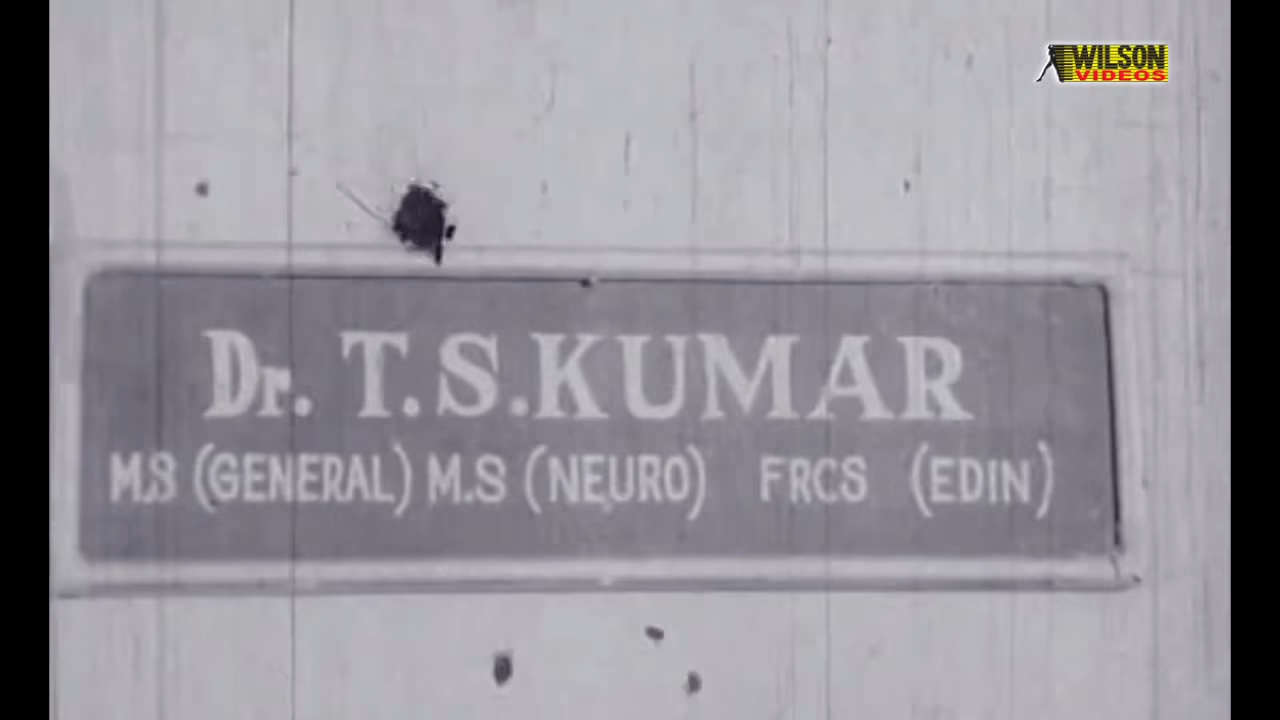 WILSON
VIDEOS
Dr. T.S.KUMAR
M.S (GENERAL) M.S (NEURO) FRCS (EDIN)